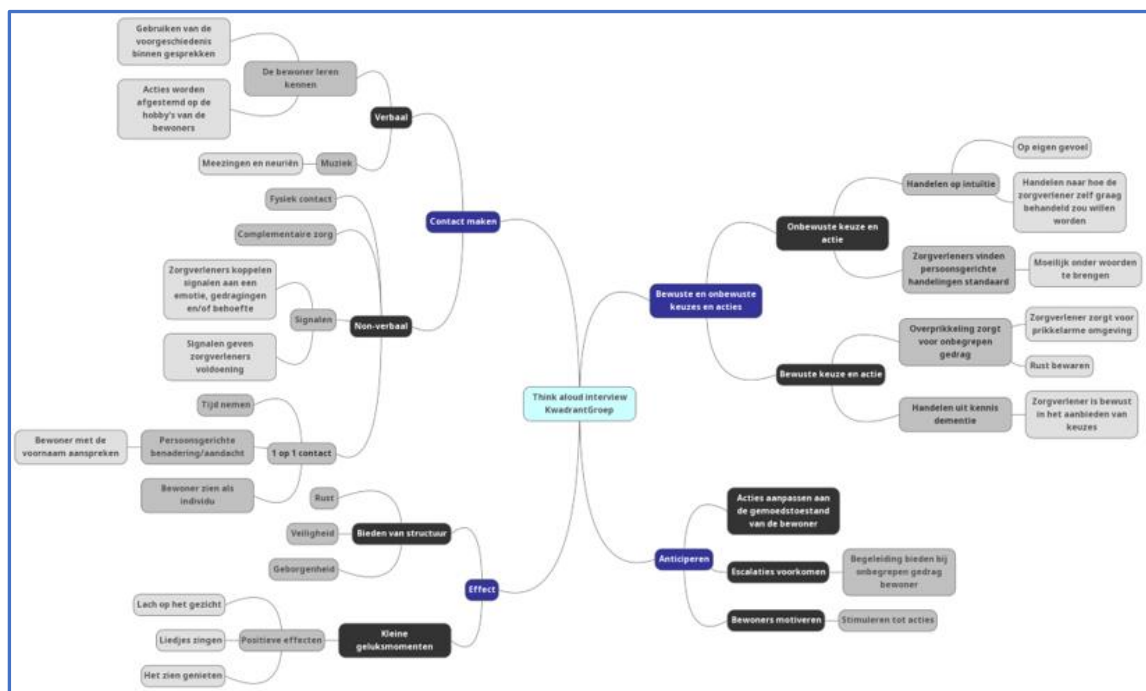 Gebruiken van de
voorgeschiedenis
binnen gesprekken
De bewoner leren
kennen
Acties worden
afgestemd op de
hobby's van de
bewoners
Verbaal
Meezingen en neuriën
Muziek
Fysiek contact
Contact maken
Complementaire zorg
Zorgverleners koppelen
signalen aan een
emotie, gedragingen
en/of behoefte
Signalen
Non-verbaal
Signalen geven
zorgverleners
voldoening
Tijd nemen
Bewoner met de
voornaam aanspreken
Persoonsgerichte
benadering/aandacht
1 op 1 contact
Bewoner zien als
individu
Rust
Bieden van structuur
Veiligheid
Geborgenheid
Effect
Lach op het gezicht
Liedjes zingen
Positieve effecten
Kleine
geluksmomenten
Het zien genieten
Think aloud interview
KwadrantGroep
Op eigen gevoel
Handelen op intuïtie
Handelen naar hoe de
zorgverlener zelf graag
behandeld zou willen
worden
Onbewuste keuze en
actie
Zorgverleners vinden
persoonsgerichte
handelingen standaard
Moeilijk onder woorden
te brengen
Bewuste en onbewuste
keuzes en acties
Overprikkeling zorgt
voor onbegrepen
gedrag
Zorgverlener zorgt voor
prikkelarme omgeving
Rust bewaren
Bewuste keuze en actie
Handelen uit kennis
dementie
Zorgverlener is bewust
in het aanbieden van
keuzes
Acties aanpassen aan
de gemoedstoestand
van de bewoner
Anticiperen
Escalaties voorkomen
Begeleiding bieden bij
onbegrepen gedrag
bewoner
Bewoners motiveren
Stimuleren tot acties